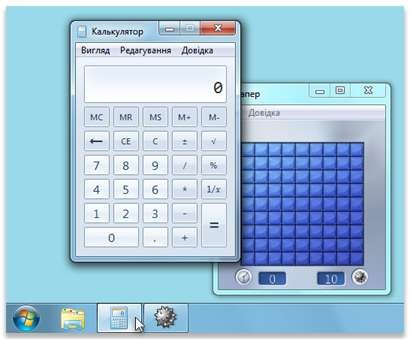 Калькулятор
Вигляд Редагування Довідка
0
MC MR MS M+ M-
← CE C ± √
7 8 9 / %
4 5 6 * 1/x
1 2 3 - =
0 . +
апер
Довідка
0 10